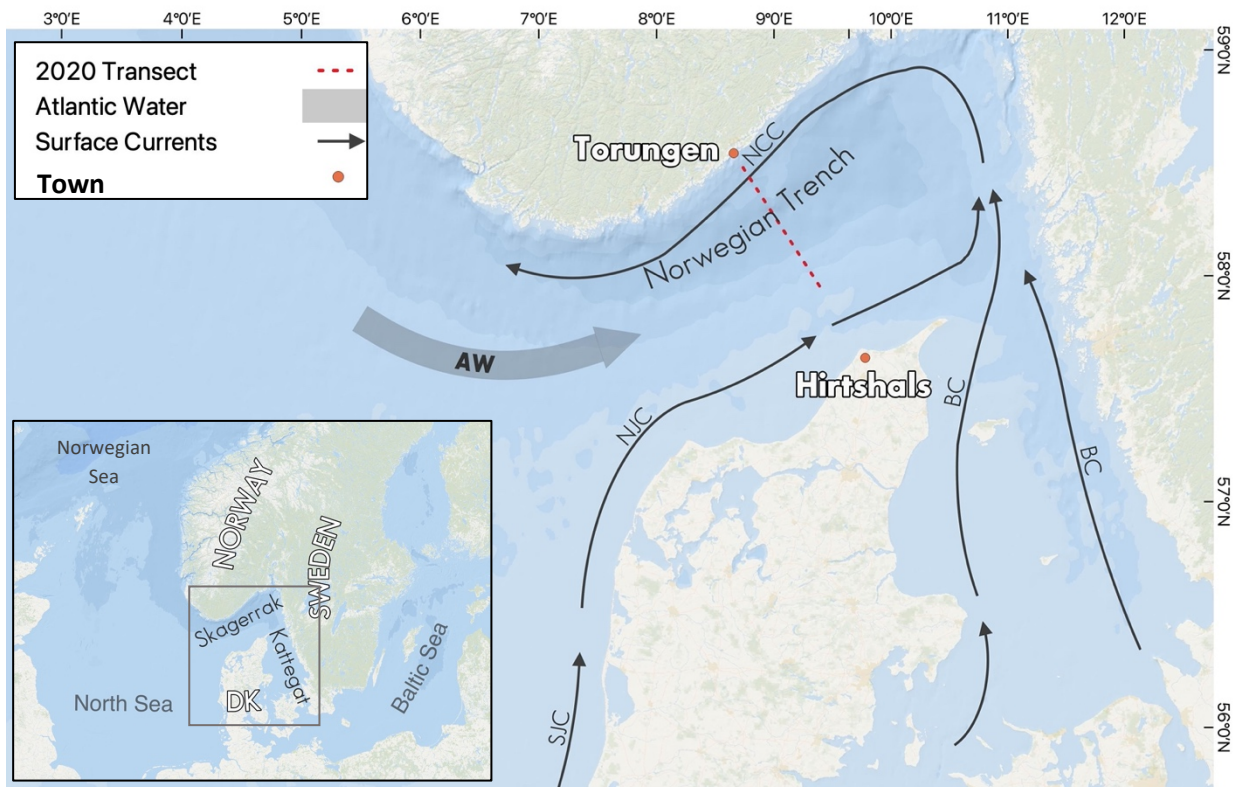 3°0'E 4°0'E 5°0'E 6°0'E 7°0'E 8°0'E 9°0'E 10°0'E 11°0'E 12°0'E
2020 Transect
Atlantic Water
Surface Currents
Town
59°0'N
Torungen
NCC
Norwegian Trench
58°0'N
AW
Hirtshals
NJC
BC
BC
57°0'N
SJC
56°0'N
Norwegian
Sea
NORWAY
SWEDEN
Skagerrak
Kattegat
North Sea
DK
Baltic Sea